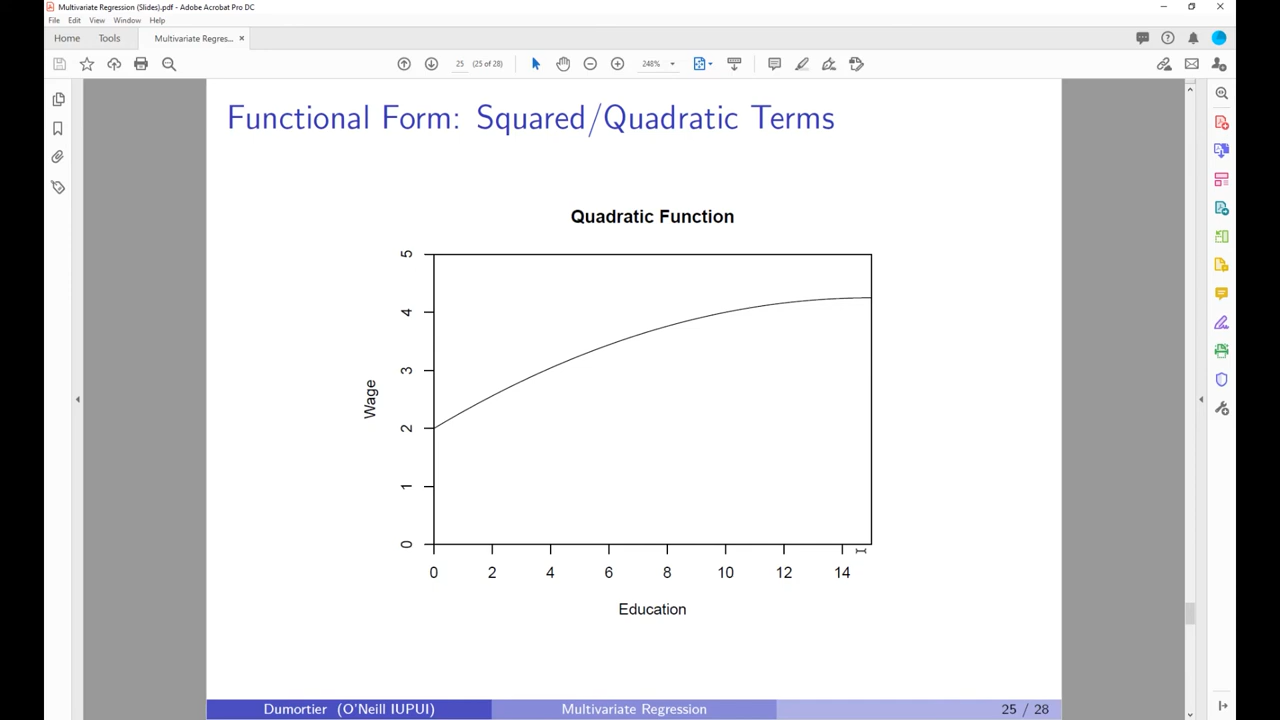 Multivariate Regression (Slides).pdf - Adobe Acrobat Pro DC
File Edit View Window Help
Home Tools Multivariate Regres... ×
25 (25 of 28) 248%
Functional Form: Squared/Quadratic Terms
Quadratic Function
5
4
3
2
1
0
Wage
0 2 4 6 8 10 12 14
Education
Dumortier (O'Neill IUPUI) Multivariate Regression 25 / 28